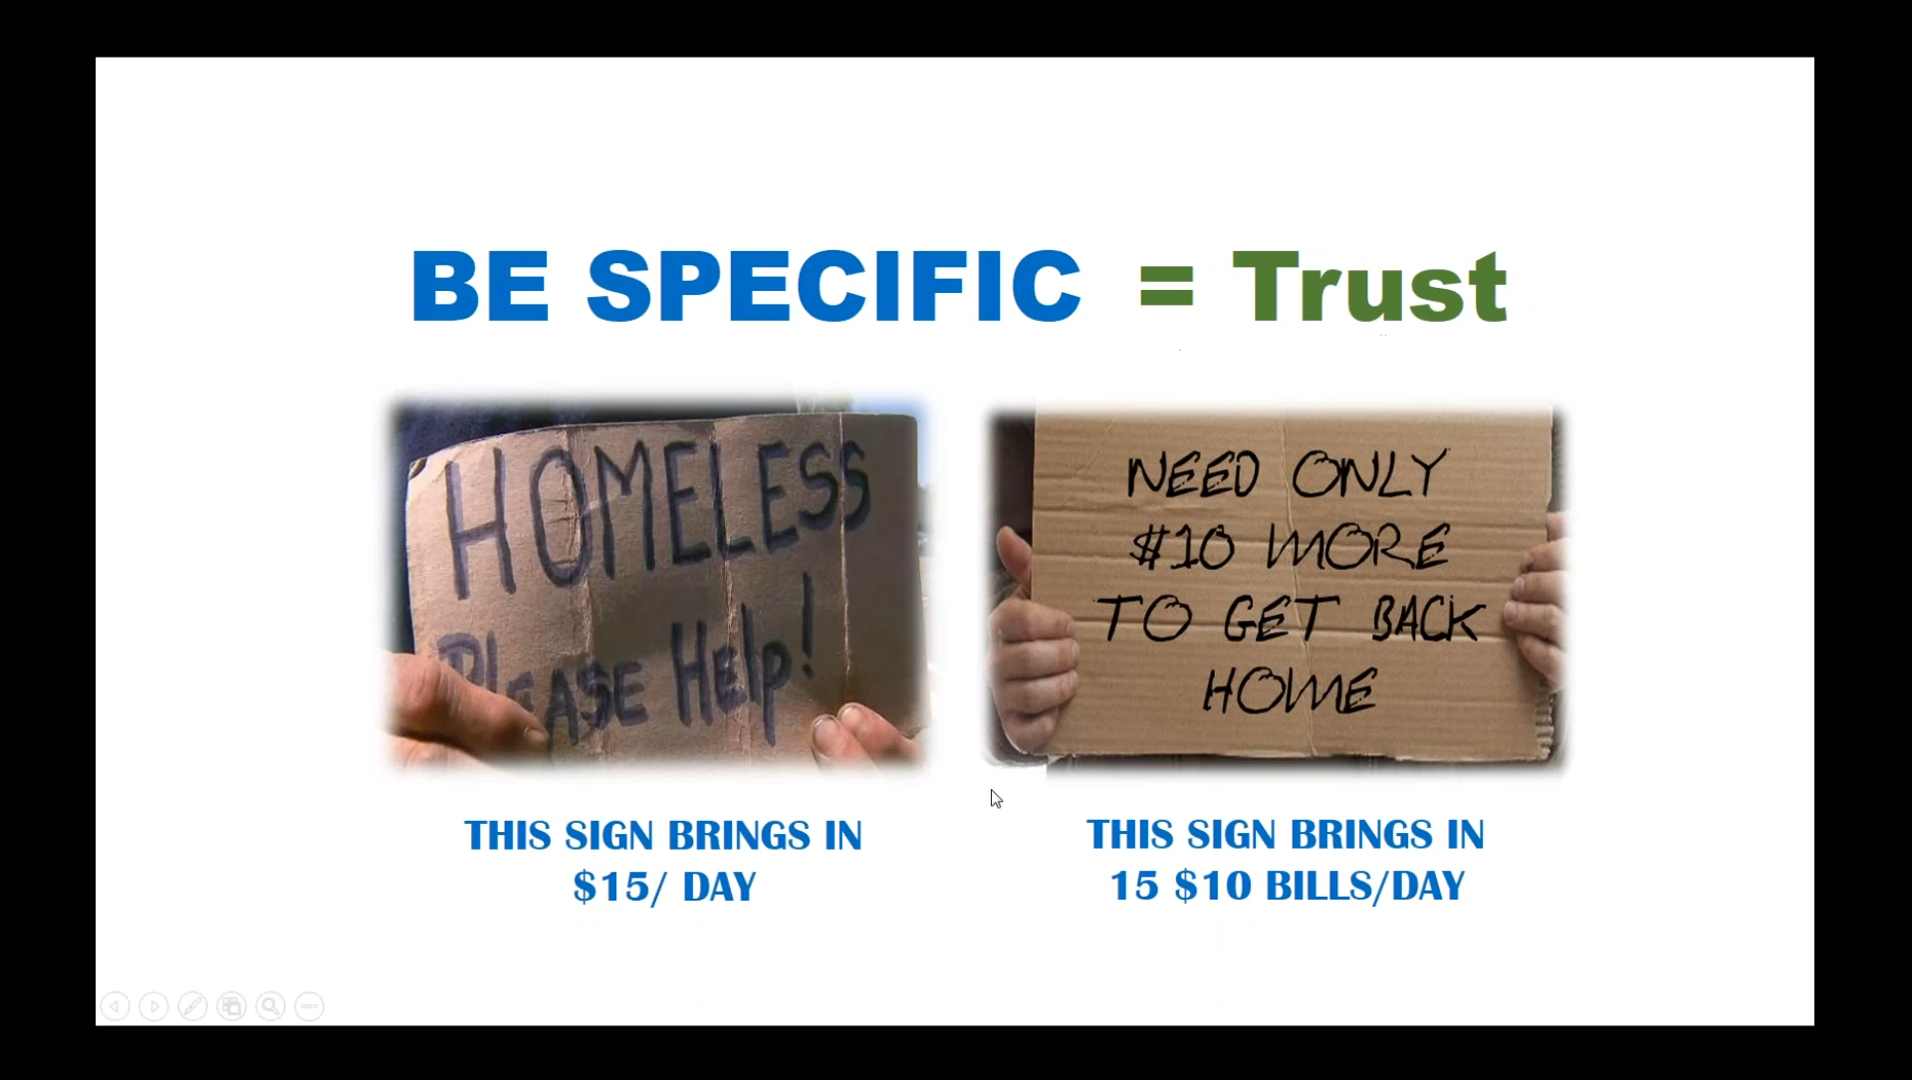 BE SPECIFIC = Trust
HOMELESS
PLEASE Help!
NEED ONLY
$10 MORE
TO GET BACK
HOME
THIS SIGN BRINGS IN
$15/ DAY
THIS SIGN BRINGS IN
15 $10 BILLS/DAY